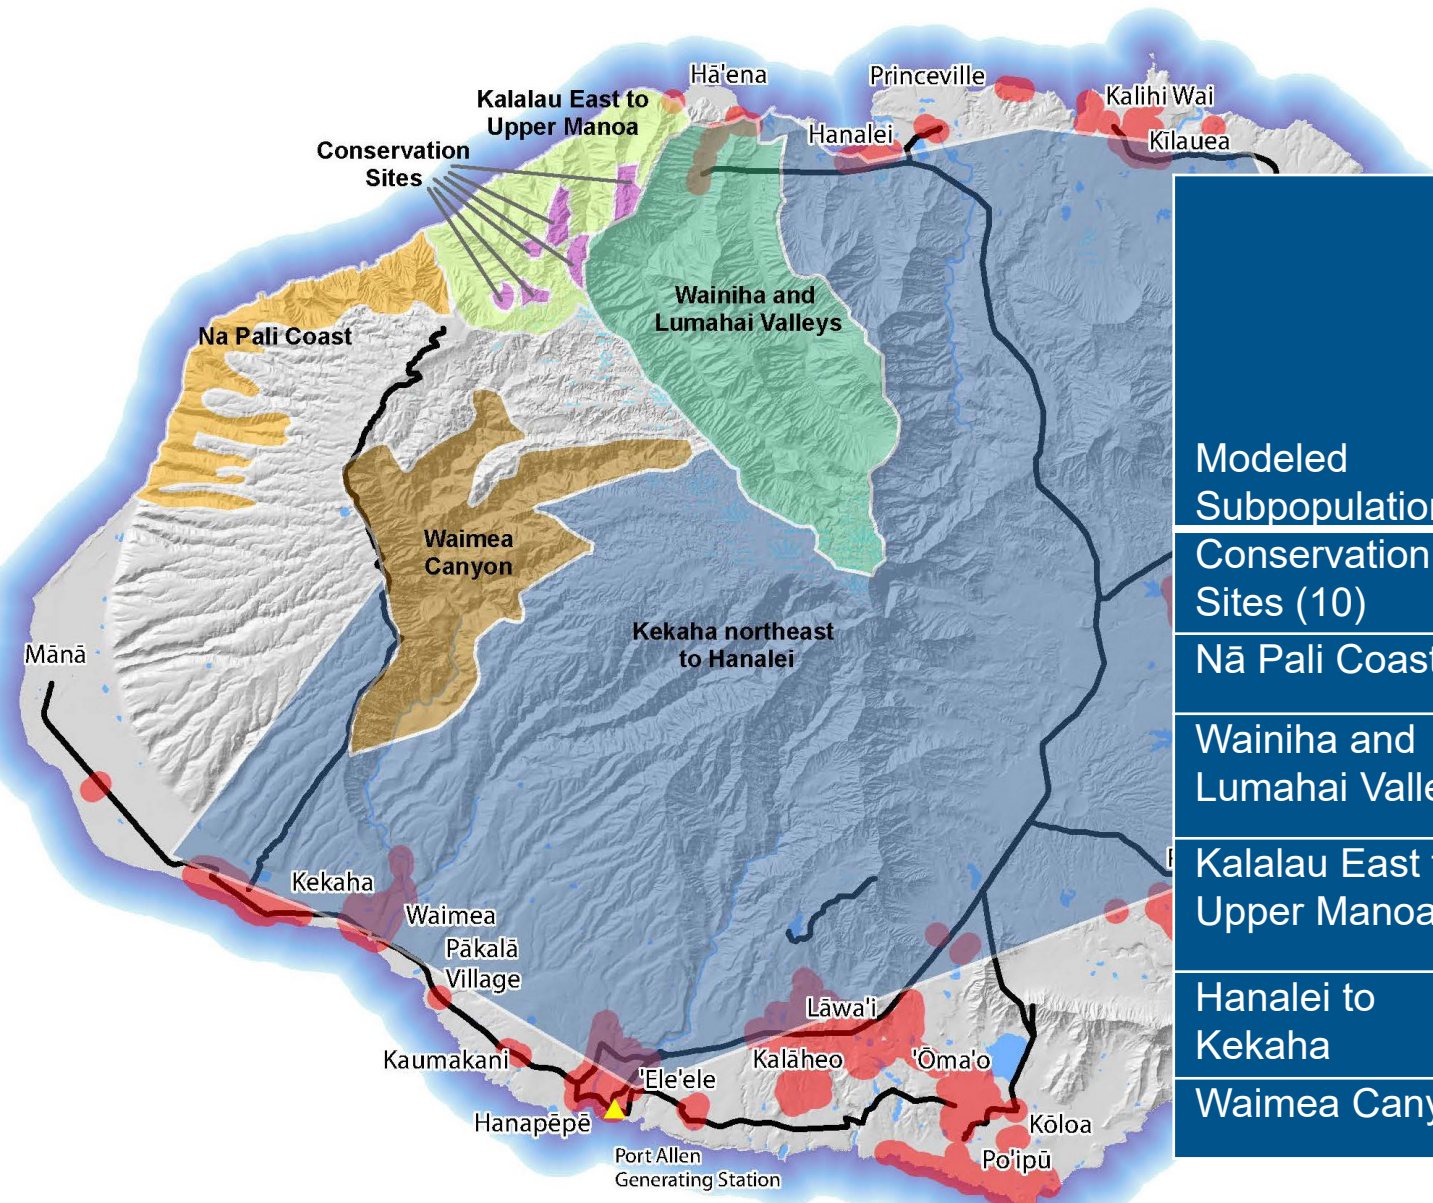 Hā'ena
Princeville
Kalalau East to
Upper Manoa
Kalihi Wai
Hanalei
Kīlauea
Conservation
Sites
Wainiha and
Lumahai Valleys
Na Pali Coast
Waimea
Canyon
Kekaha northeast
to Hanalei
Mānā
Kekaha
Waimea
Pākalā
Village
Lāwa'i
Kaumakani
Kalāheo
'Ōma'o
'Ele'ele
Hanapēpē
Kōloa
Port Allen
Generating Station
Po'ipū
Modeled
Subpopulation
Conservation
Sites (10)
Nā Pali Coast
Wainiha and
Lumahai Valle
Kalalau East
Upper Manoa
Hanalei to
Kekaha
Waimea Cany